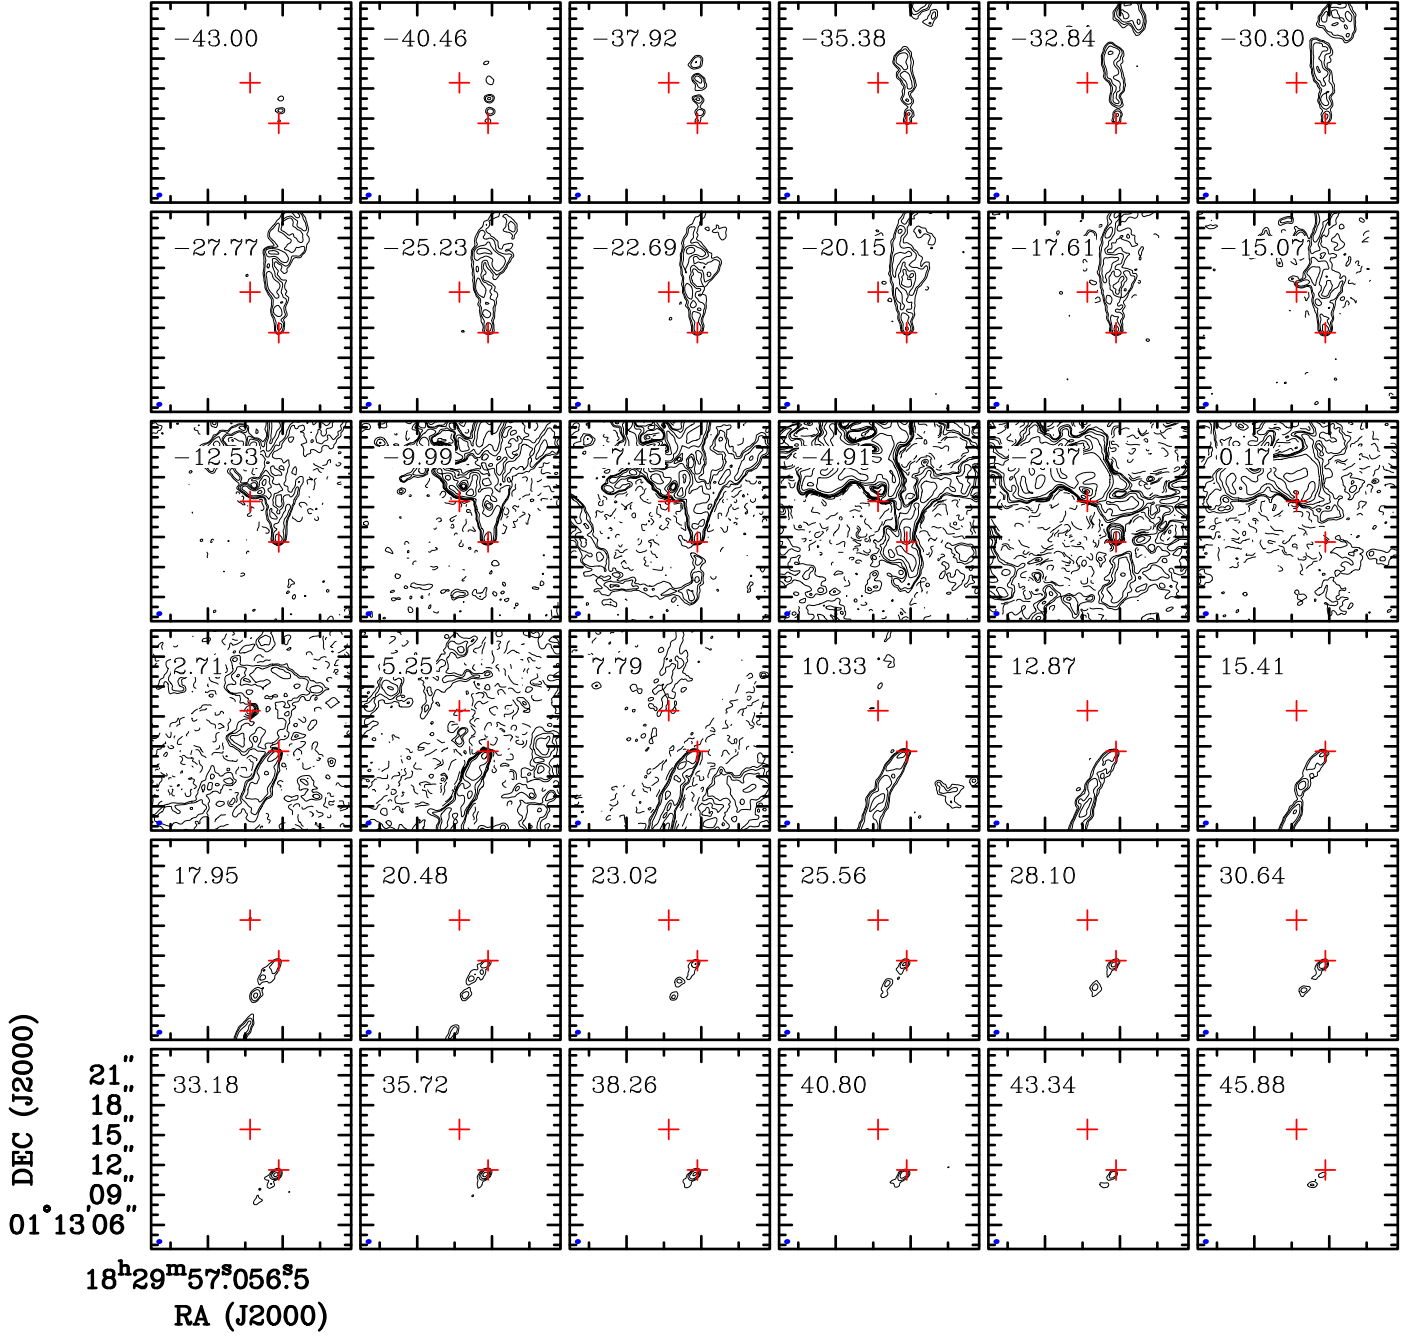 −43.00 −40.46 −37.92 −35.38 −32.84 −30.30
−27.77 −25.23 −22.69 −20.15 −17.61 −15.07
−12.53 −9.99 −7.45 −4.91 −2.37 0.17
2.71 5.25 7.79 10.33 12.87 15.41
17.95 20.48 23.02 25.56 28.10 30.64
33.18 35.72 38.26 40.80 43.34 45.88
DEC (J2000)
21"
18"
15"
12"
09"
01°13'06"
18h29m57s.056s.5
RA (J2000)